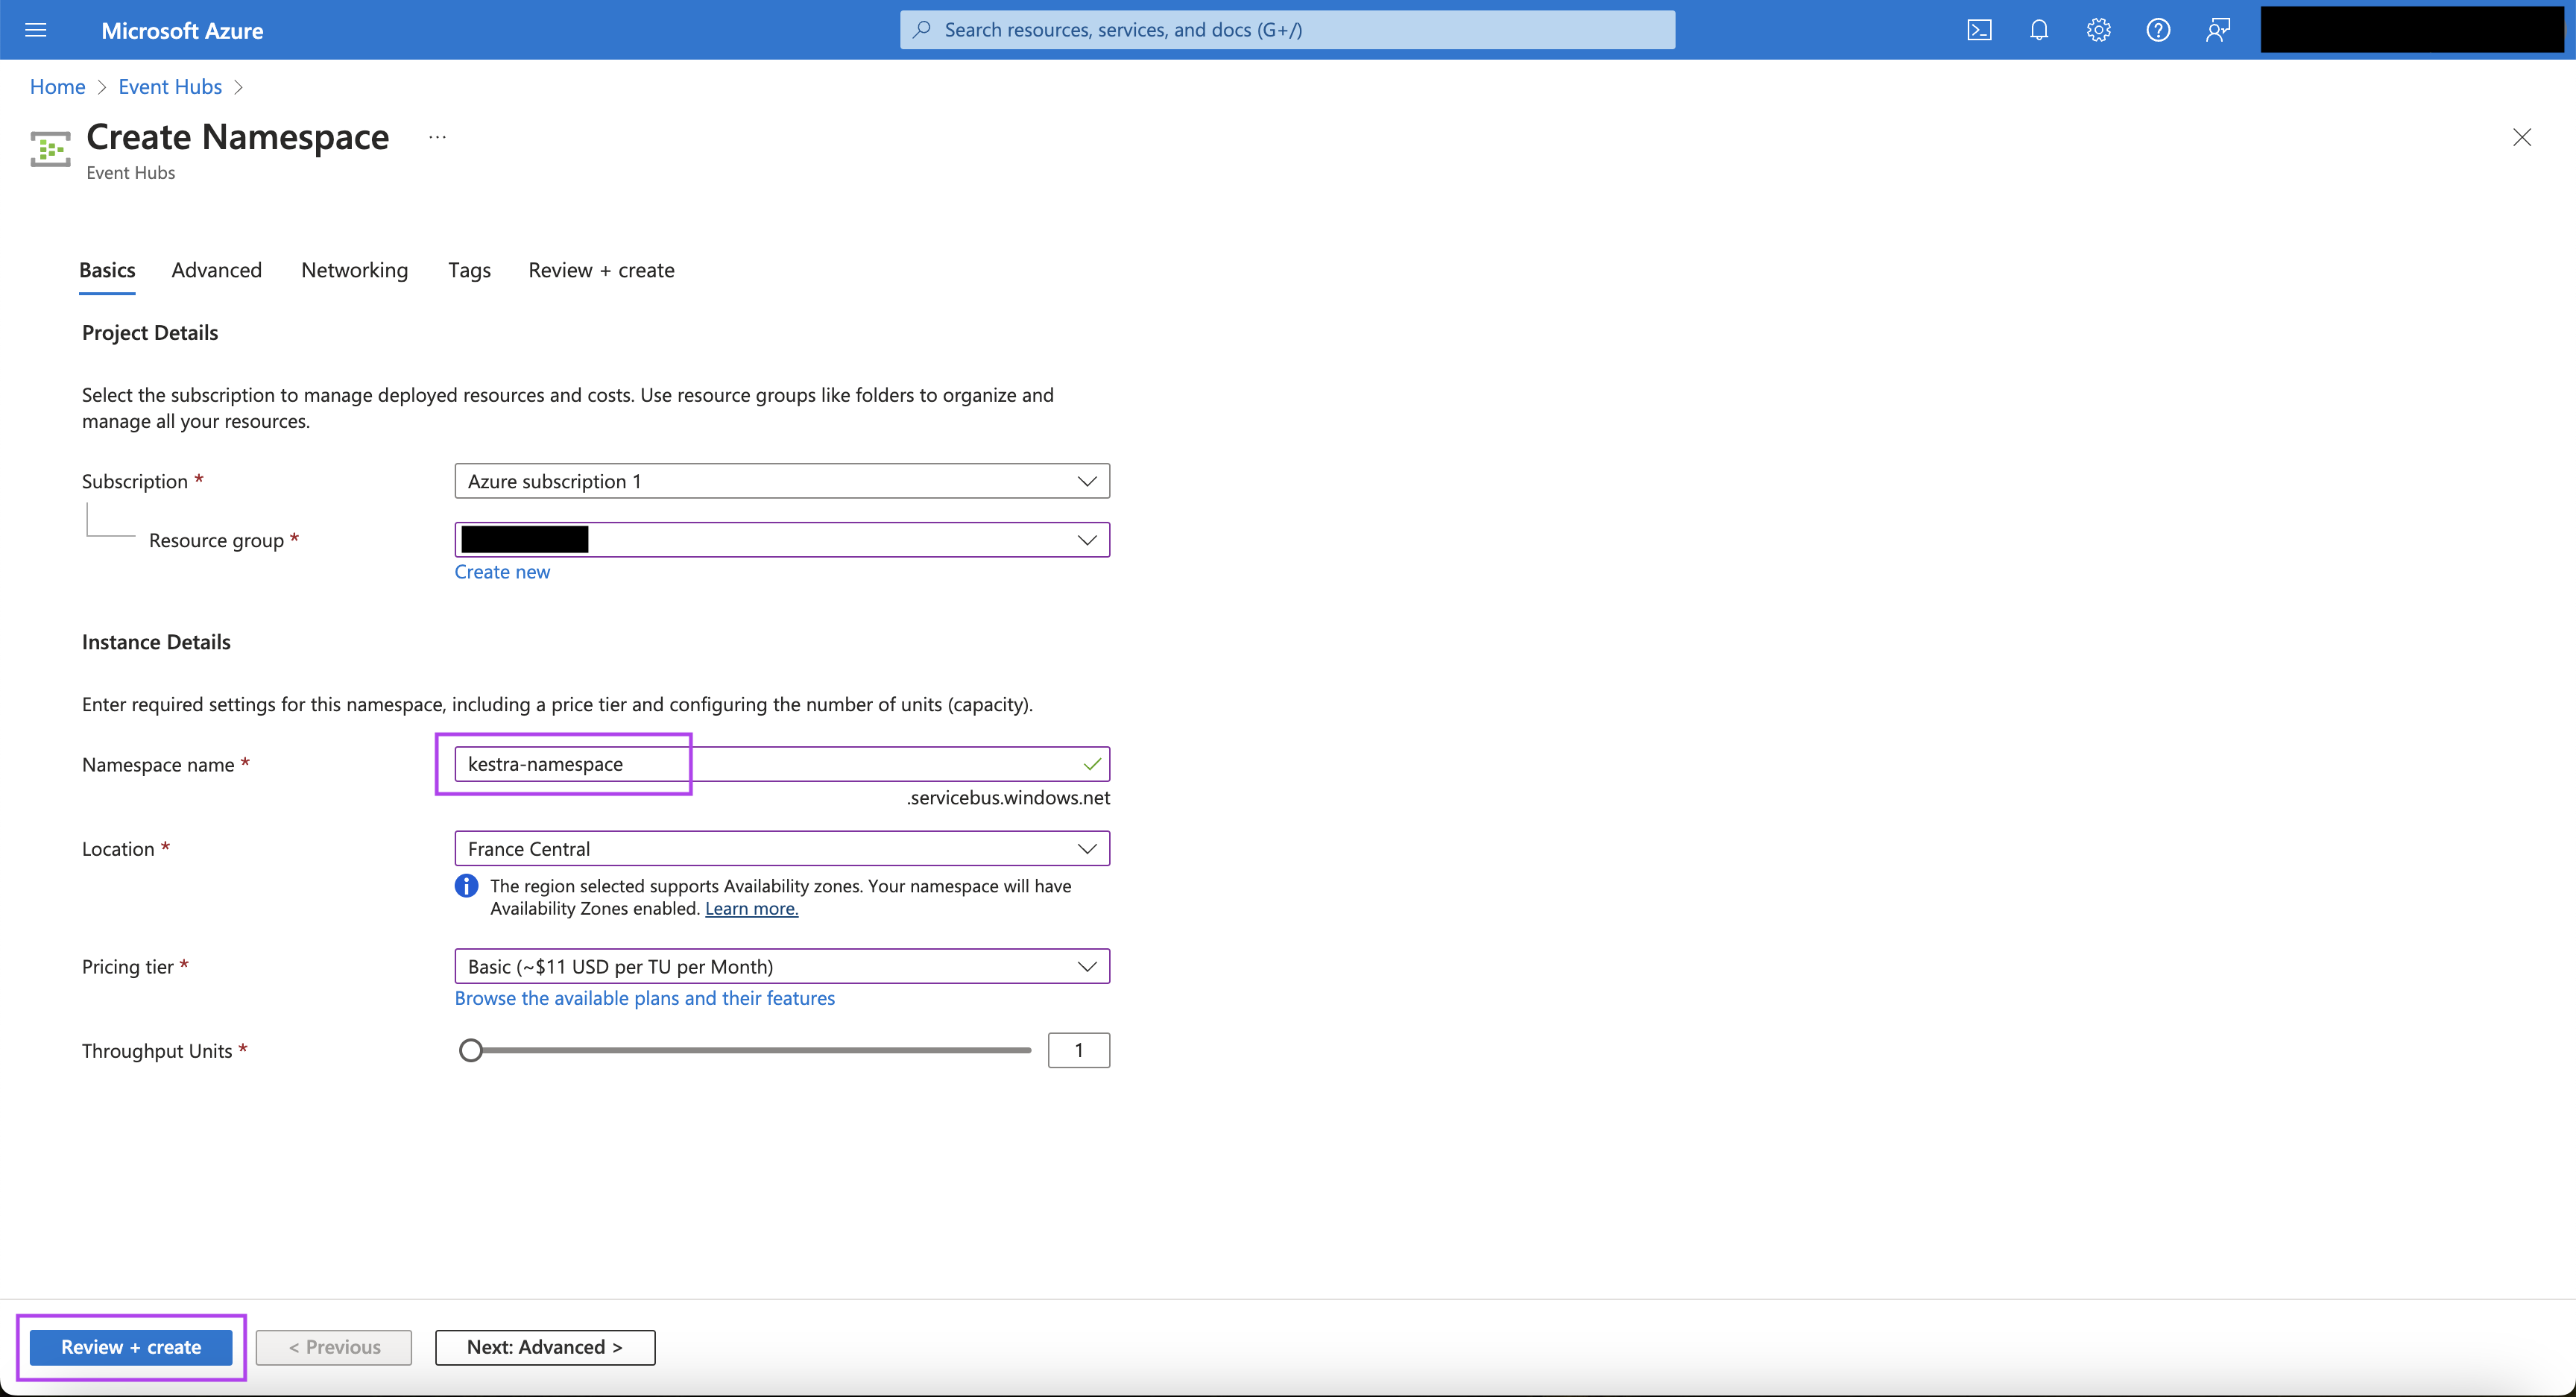 Microsoft Azure
Search resources, services, and docs (G+/)
Home > Event Hubs >
Create Namespace ...
Event Hubs
Basics Advanced Networking Tags Review + create
Project Details
Select the subscription to manage deployed resources and costs. Use resource groups like folders to organize and
manage all your resources.
Subscription * Azure subscription 1
Resource group *
Create new
Instance Details
Enter required settings for this namespace, including a price tier and configuring the number of units (capacity).
Namespace name * kestra-namespace
.servicebus.windows.net
Location * France Central
The region selected supports Availability zones. Your namespace will have
Availability Zones enabled. Learn more.
Pricing tier * Basic (~$11 USD per TU per Month)
Browse the available plans and their features
Throughput Units * 1
Review + create < Previous Next: Advanced >